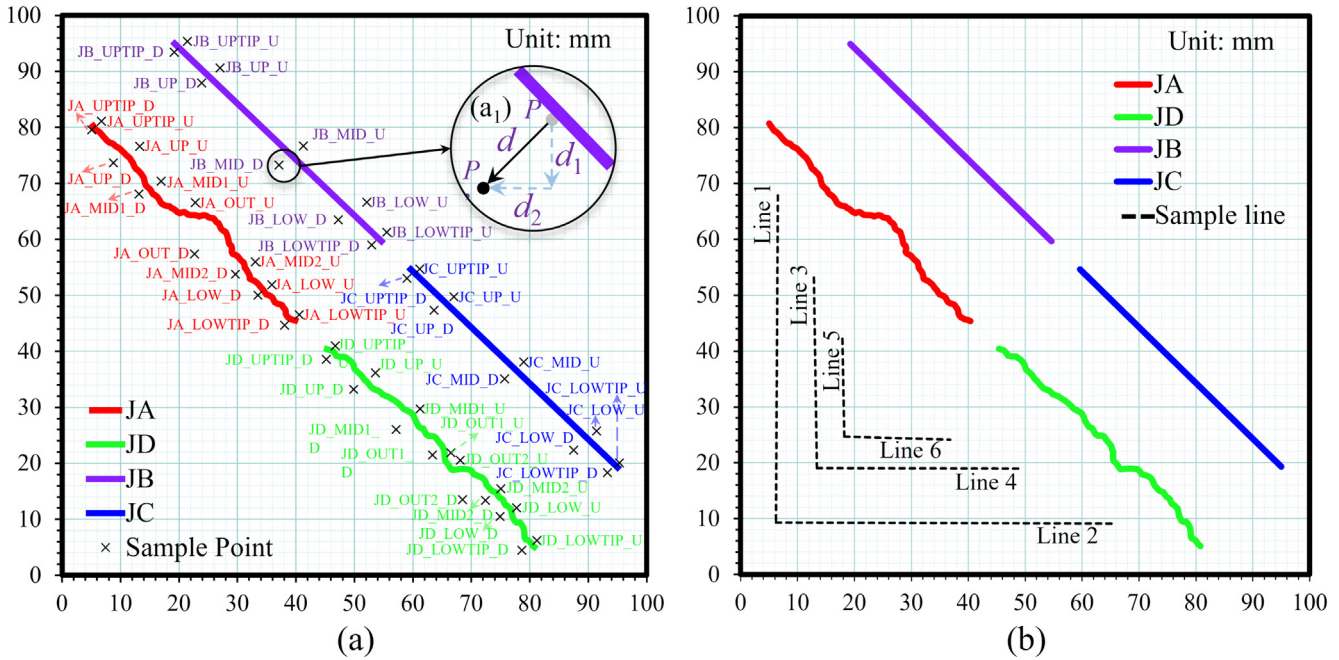 (a)
Unit: mm
100
90
80
70
60
50
40
30
20
10
0
0 10 20 30 40 50 60 70 80 90 100
JB_UPTIP_U
JB_UPTIP_D
JB_UP_U
JB_UP_D
JA_UPTIP_D
JA_UPTIP_U
JA_UP_U
JB_MID_U
JB_MID_D
JA_UP_D
JA_MID1_U
JA_MID1_D
JA_OUT_U
JB_LOW_U
JB_LOW_D
JB_LOWTIP_U
JB_LOWTIP_D
JA_OUT_D
JA_MID2_U
JA_MID2_D
JA_LOW_U
JA_LOW_D
JA_LOWTIP_U
JA_LOWTIP_D
JC_UPTIP_U
JC_UPTIP_D
JC_UP_U
JC_UP_D
JD_UPTIP_
U
JD_UPTIP_D
JD_UP_U
JD_UP_D
JC_MID_U
JC_MID_D
JC_LOWTIP_U
JC_LOW_U
JC_LOW_D
JC_LOWTIP_D
JD_MID1_U
JD_MID1_
D
JD_OUT1_U
JD_OUT1_
D
JD_OUT2_U
JD_OUT2_D
JD_MID2_U
JD_MID2_D
JD_LOW_U
JD_LOW_D
JD_LOWTIP_U
JD_LOWTIP_D
(a1)
P
d
d1
P
d2
JA
JD
JB
JC
Sample Point
(a)
(b)
Unit: mm
100
90
80
70
60
50
40
30
20
10
0
0 10 20 30 40 50 60 70 80 90 100
JA
JD
JB
JC
Sample line
Line 1
Line 3
Line 5
Line 6
Line 4
Line 2
(b)